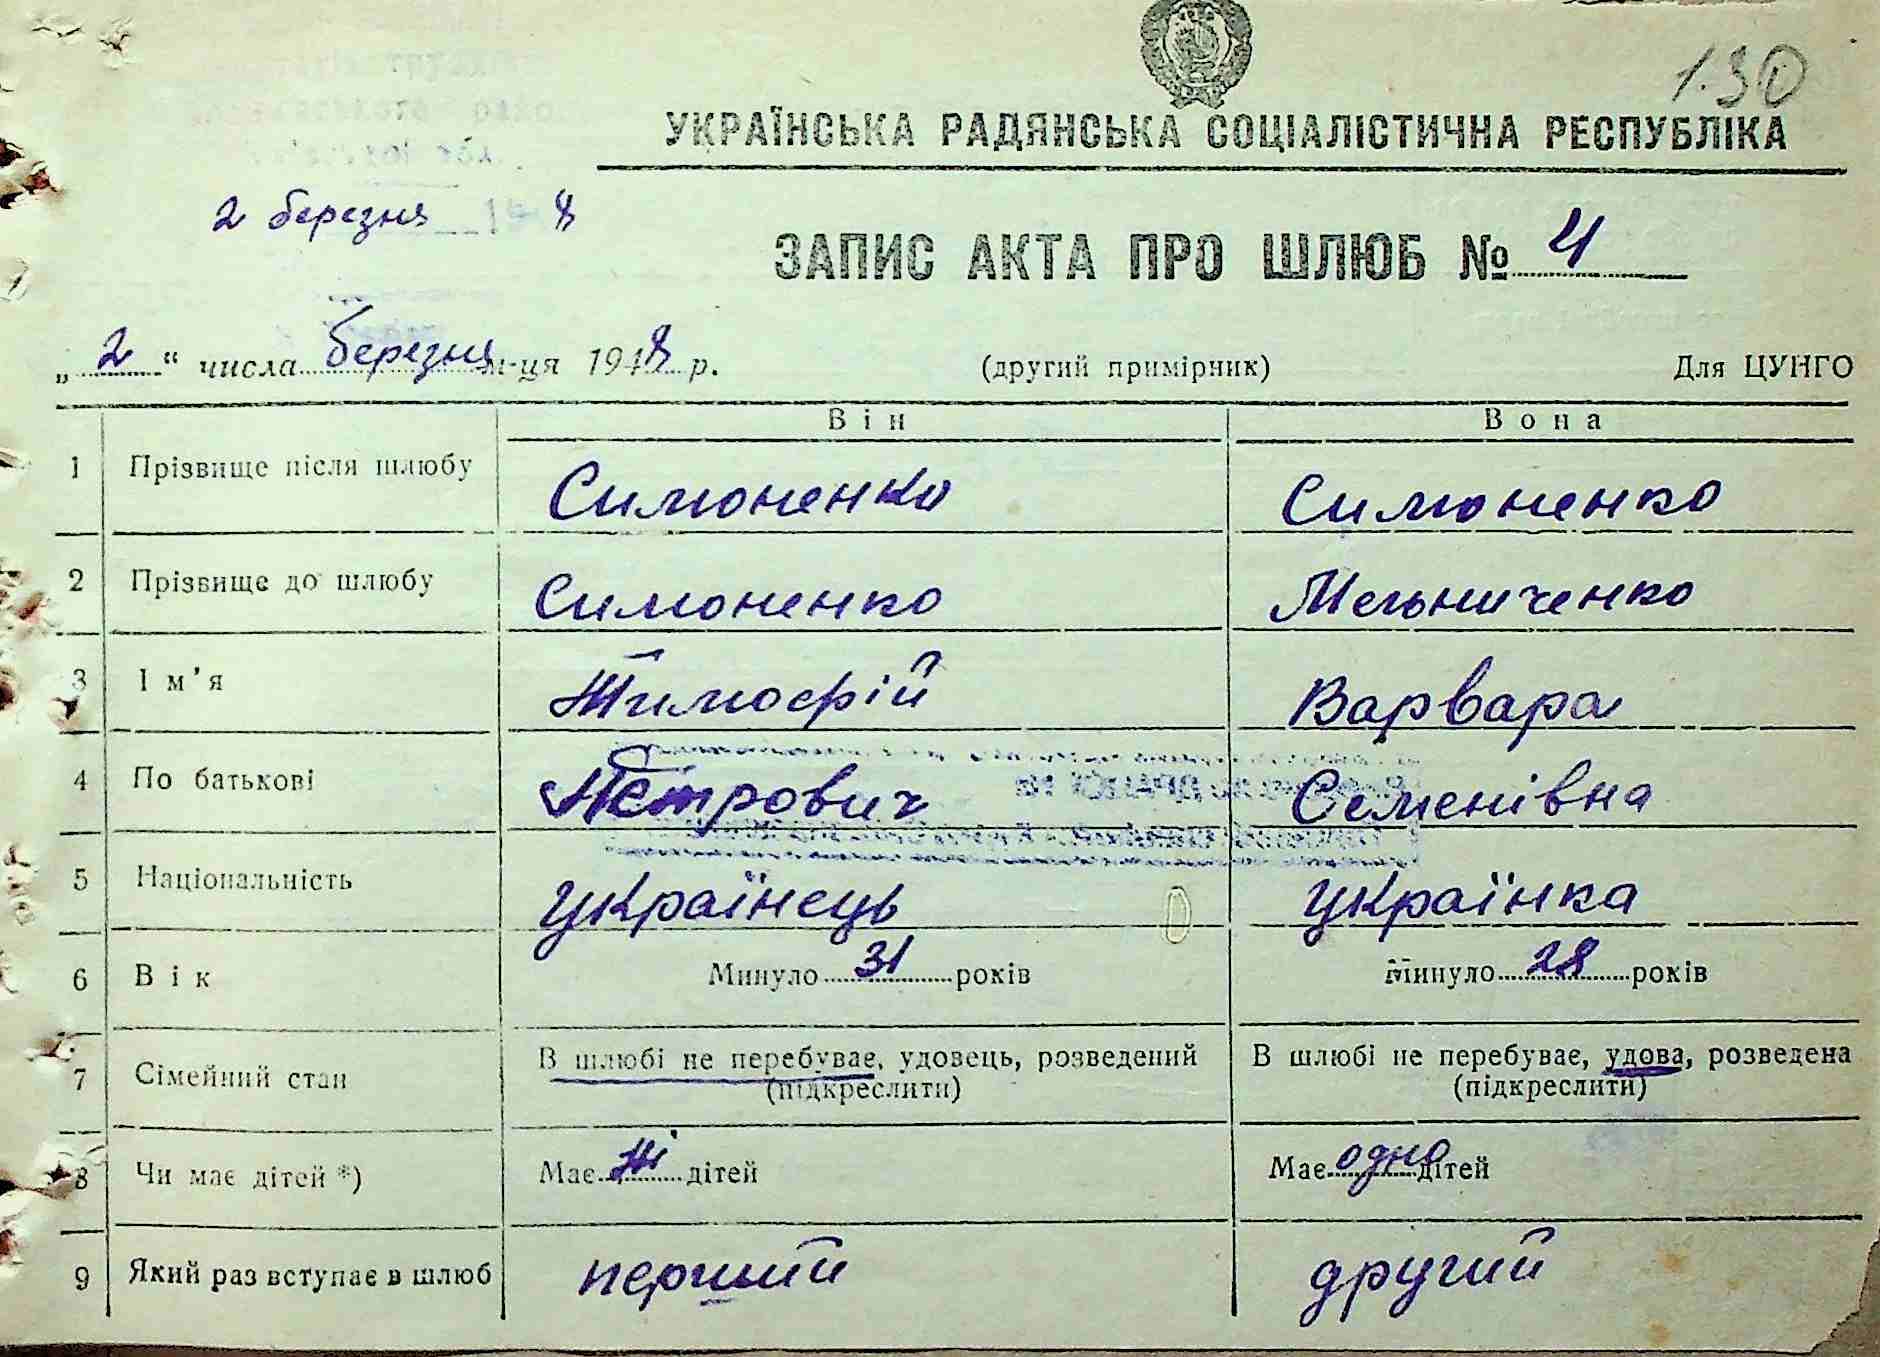 130
УКРАЇНСЬКА РАДЯНСЬКА СОЦІАЛІСТИЧНА РЕСПУБЛІКА
2 березня 1948
ЗАПИС АКТА ПРО ШЛЮБ № 4
„2“ числа березня м-ця 1948 р. (другий примірник) Для ЦУНГО
Він Вона
1 Прізвище після шлюбу Симоненко Симоненко
2 Прізвище до шлюбу Симоненко Мельниченко
3 Ім’я Тимофій Варвара
4 По батькові Петрович Семенівна
5 Національність українець українка
6 Вік Минуло 31 років Минуло 28 років
7 Сімейний стан В шлюбі не перебуває, удовець, розведений В шлюбі не перебуває, удова, розведена
(підкреслити) (підкреслити)
8 Чи має дітей *) Має ні дітей Має одно дітей
9 Який раз вступає в шлюб перший другий